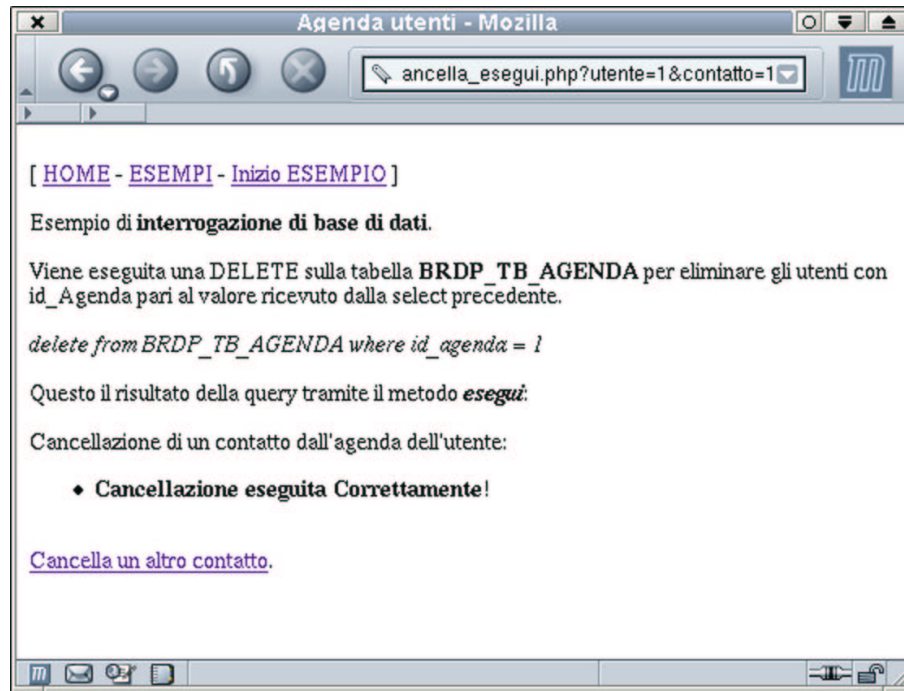 Agenda utenti - Mozilla
ancella_esegui.php?utente=1&contatto=1
[ HOME - ESEMPI - Inizio ESEMPIO ]
Esempio di interrogazione di base di dati.
Viene eseguita una DELETE sulla tabella BRDP_TB_AGENDA per eliminare gli utenti con
id_Agenda pari al valore ricevuto dalla select precedente.
delete from BRDP_TB_AGENDA where id_agenda = 1
Questo il risultato della query tramite il metodo esegui:
Cancellazione di un contatto dall'agenda dell'utente:
• Cancellazione eseguita Correttamente!
Cancella un altro contatto.